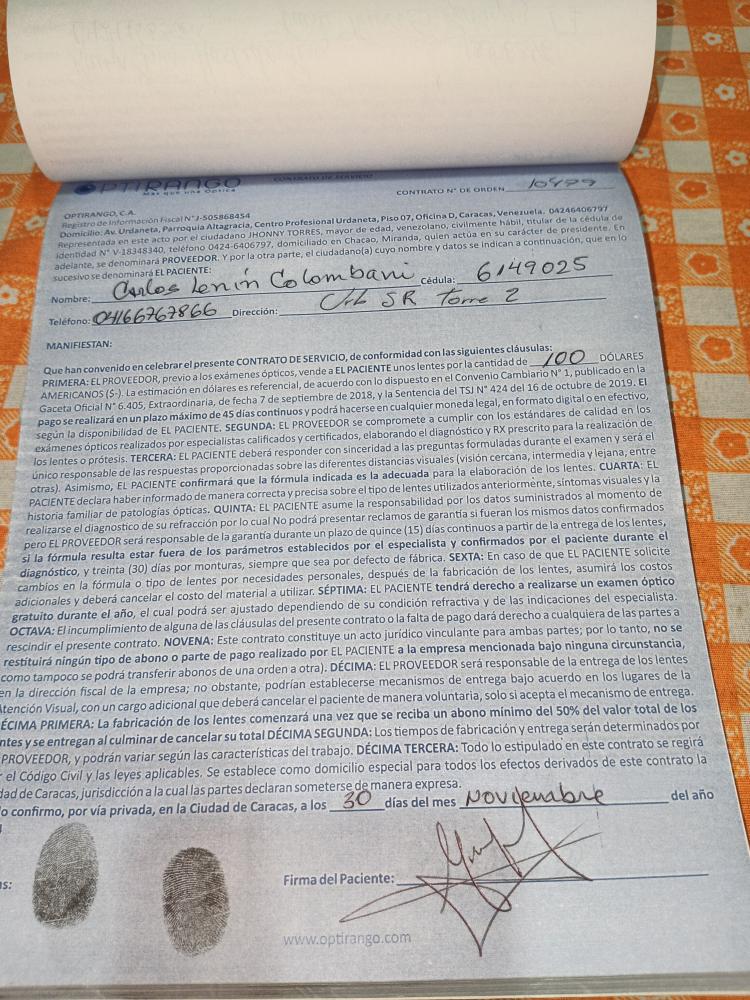 OPTIRANGO
Más que una Óptica
CONTRATO DE SERVICIO
CONTRATO N° DE ORDEN 10499
OPTIRANGO, C.A.
Registro de Información Fiscal N°J-505868454
Domicilio: Av. Urdaneta, Parroquia Altagracia, Centro Profesional Urdaneta, Piso 07, Oficina D, Caracas, Venezuela. 04246406797
Representada en este acto por el ciudadano JHONNY TORRES, mayor de edad, venezolano, civilmente hábil, titular de la cédula de
Identidad N° V-18348340, teléfono 0424-6406797, domiciliado en Chacao, Miranda, quien actúa en su carácter de presidente. En
adelante, se denominará PROVEEDOR. Y por la otra parte, el ciudadano(a) cuyo nombre y datos se indican a continuación, que en lo
sucesivo se denominará EL PACIENTE:
Nombre: Carlos Lenin Colombani Cédula: 6149025
Teléfono: 04166767866 Dirección: Urb SR Torre 2
MANIFIESTAN:
Que han convenido en celebrar el presente CONTRATO DE SERVICIO, de conformidad con las siguientes cláusulas:
PRIMERA: EL PROVEEDOR, previo a los exámenes ópticos, vende a EL PACIENTE unos lentes por la cantidad de 100 DÓLARES
AMERICANOS ($-). La estimación en dólares es referencial, de acuerdo con lo dispuesto en el Convenio Cambiario N° 1, publicado en la
Gaceta Oficial N° 6.405, Extraordinaria, de fecha 7 de septiembre de 2018, y la Sentencia del TSJ N° 424 del 16 de octubre de 2019. El
pago se realizará en un plazo máximo de 45 días continuos y podrá hacerse en cualquier moneda legal, en formato digital o en efectivo,
según la disponibilidad de EL PACIENTE. SEGUNDA: EL PROVEEDOR se compromete a cumplir con los estándares de calidad en los
exámenes ópticos realizados por especialistas calificados y certificados, elaborando el diagnóstico y RX prescrito para la realización de
los lentes o prótesis. TERCERA: EL PACIENTE deberá responder con sinceridad a las preguntas formuladas durante el examen y será el
único responsable de las respuestas proporcionadas sobre las diferentes distancias visuales (visión cercana, intermedia y lejana, entre
otras). Asimismo, EL PACIENTE confirmará que la fórmula indicada es la adecuada para la elaboración de los lentes. CUARTA: EL
PACIENTE declara haber informado de manera correcta y precisa sobre el tipo de lentes utilizados anteriormente, síntomas visuales y la
historia familiar de patologías ópticas. QUINTA: EL PACIENTE asume la responsabilidad por los datos suministrados al momento de
realizarse el diagnostico de su refracción por lo cual No podrá presentar reclamos de garantía si fueran los mismos datos confirmados
pero EL PROVEEDOR será responsable de la garantía durante un plazo de quince (15) días continuos a partir de la entrega de los lentes,
si la fórmula resulta estar fuera de los parámetros establecidos por el especialista y confirmados por el paciente durante el
diagnóstico, y treinta (30) días por monturas, siempre que sea por defecto de fábrica. SEXTA: En caso de que EL PACIENTE solicite
cambios en la fórmula o tipo de lentes por necesidades personales, después de la fabricación de los lentes, asumirá los costos
adicionales y deberá cancelar el costo del material a utilizar. SÉPTIMA: EL PACIENTE tendrá derecho a realizarse un examen óptico
gratuito durante el año, el cual podrá ser ajustado dependiendo de su condición refractiva y de las indicaciones del especialista.
OCTAVA: El incumplimiento de alguna de las cláusulas del presente contrato o la falta de pago dará derecho a cualquiera de las partes a
rescindir el presente contrato. NOVENA: Este contrato constituye un acto jurídico vinculante para ambas partes; por lo tanto, no se
restituirá ningún tipo de abono o parte de pago realizado por EL PACIENTE a la empresa mencionada bajo ninguna circunstancia,
como tampoco se podrá transferir abonos de una orden a otra). DÉCIMA: EL PROVEEDOR será responsable de la entrega de los lentes
en la dirección fiscal de la empresa; no obstante, podrían establecerse mecanismos de entrega bajo acuerdo en los lugares de la
Atención Visual, con un cargo adicional que deberá cancelar el paciente de manera voluntaria, solo si acepta el mecanismo de entrega.
ÉCIMA PRIMERA: La fabricación de los lentes comenzará una vez que se reciba un abono mínimo del 50% del valor total de los
ntes y se entregan al culminar de cancelar su total DÉCIMA SEGUNDA: Los tiempos de fabricación y entrega serán determinados por
PROVEEDOR, y podrán variar según las características del trabajo. DÉCIMA TERCERA: Todo lo estipulado en este contrato se regirá
r el Código Civil y las leyes aplicables. Se establece como domicilio especial para todos los efectos derivados de este contrato la
dad de Caracas, jurisdicción a la cual las partes declaran someterse de manera expresa.
lo confirmo, por vía privada, en la Ciudad de Caracas, a los 30 días del mes Noviembre del año
as:
Firma del Paciente:
www.optirango.com